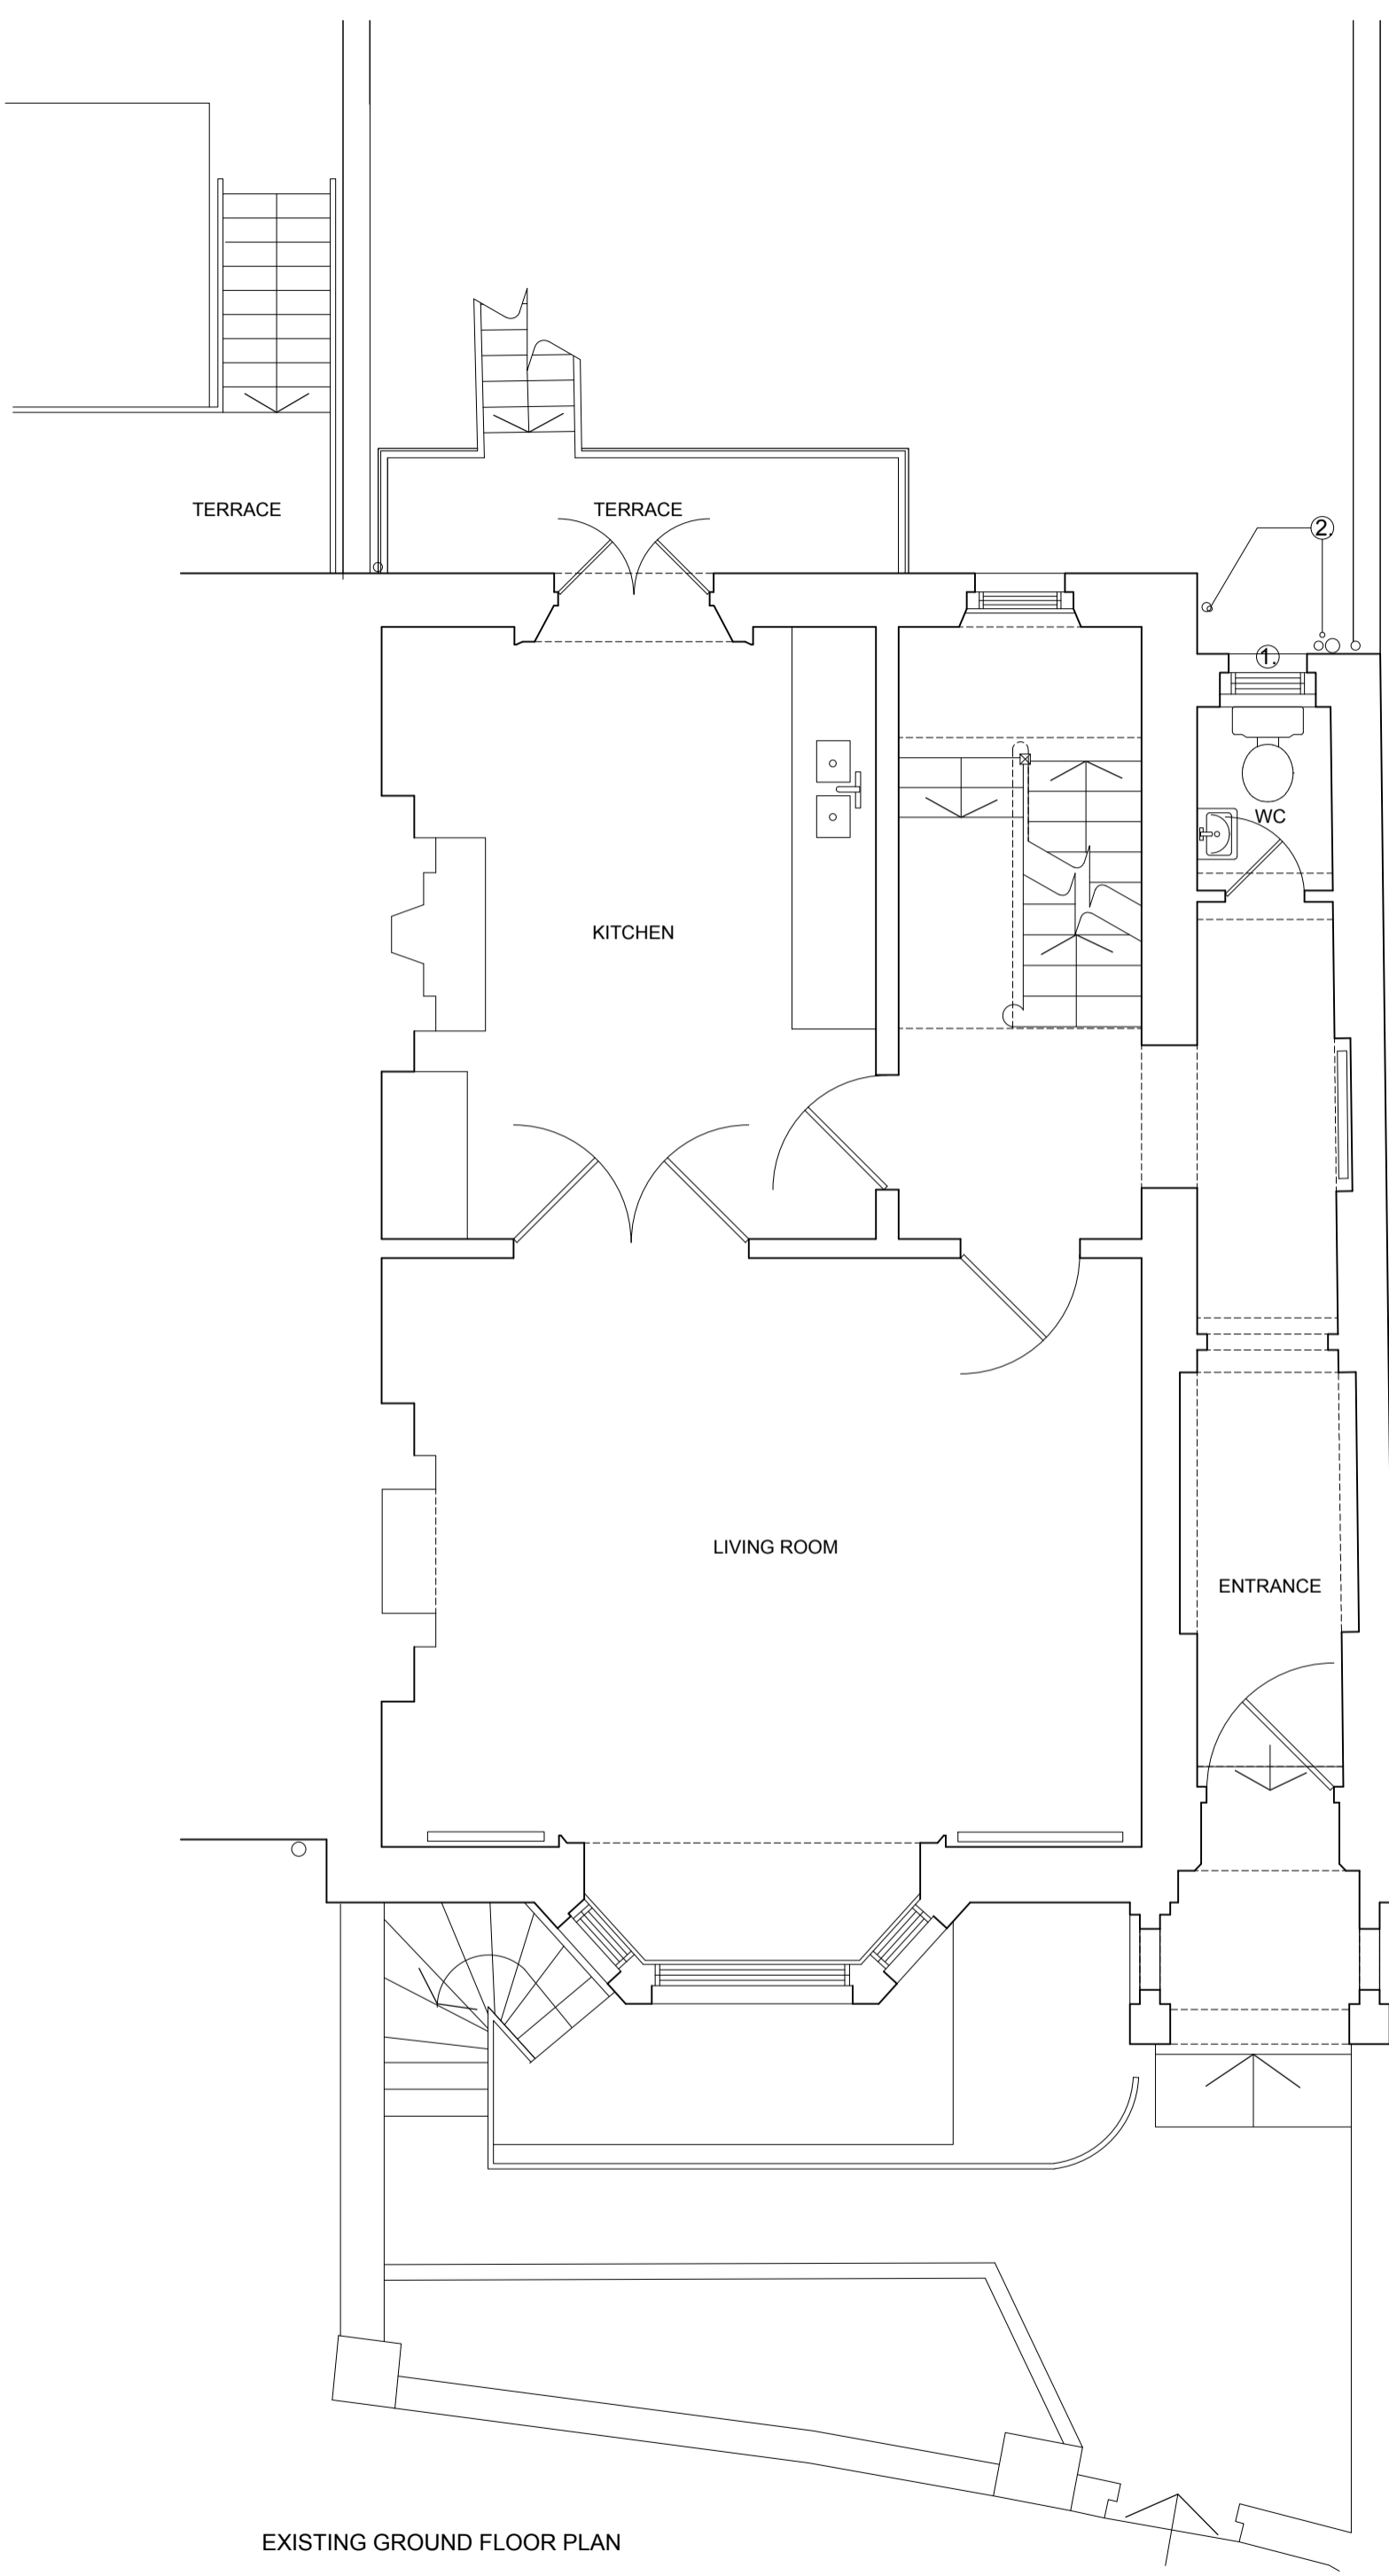 TERRACE
TERRACE
2.
1.
WC
KITCHEN
LIVING ROOM
ENTRANCE
EXISTING GROUND FLOOR PLAN